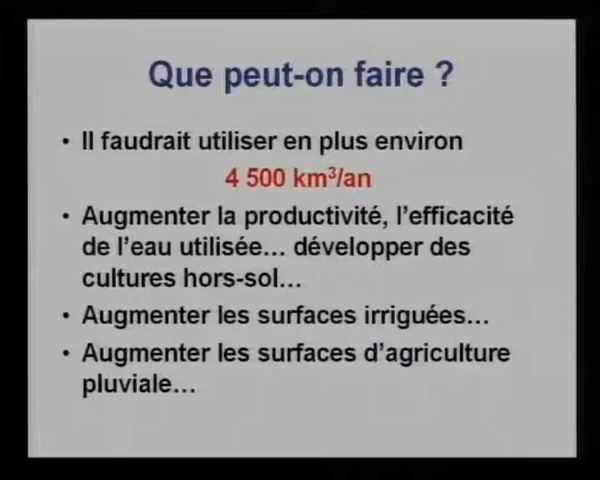 Que peut-on faire ?
• Il faudrait utiliser en plus environ
4 500 km³/an
• Augmenter la productivité, l’efficacité
de l’eau utilisée… développer des
cultures hors-sol…
• Augmenter les surfaces irriguées…
• Augmenter les surfaces d’agriculture
pluviale…